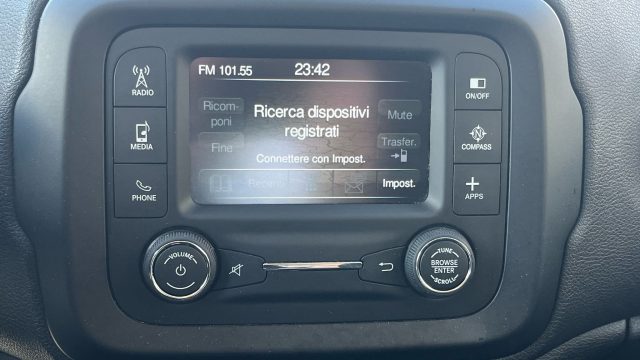 FM 101.55 23:42
RADIO
MEDIA
PHONE
Ricom-
poni
Fine
Ricerca dispositivi
registrati
Connettere con Impost.
Mute
Trasfer.
Recenti
Impost.
ON/OFF
COMPASS
APPS
VOLUME
TUNE
BROWSE
ENTER
SCROLL